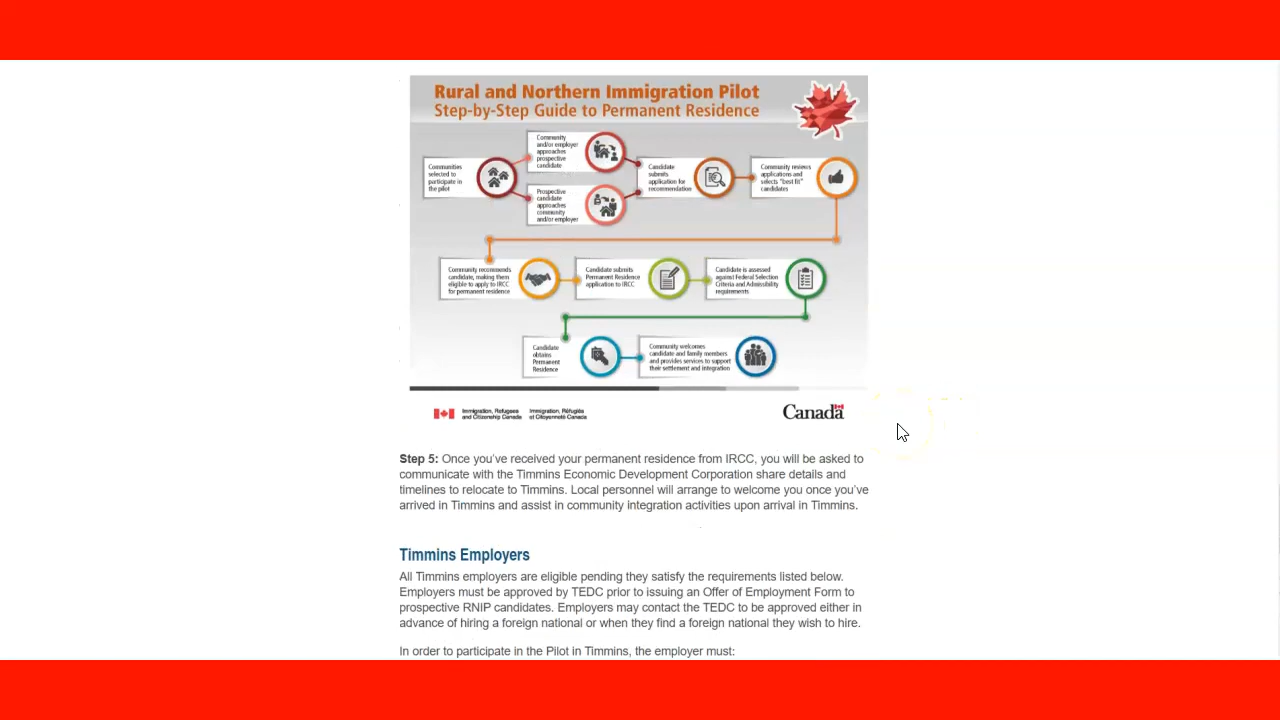 Rural and Northern Immigration Pilot
Step-by-Step Guide to Permanent Residence
Communities
selected to
participate in
the pilot
Community
and/or employer
approaches
prospective
candidate
Prospective
candidate
approaches
community
and/or employer
Candidate
submits
application for
recommendation
Community reviews
applications and
selects "best fit"
candidates
Community recommends
candidate, making them
eligible to apply to IRCC
for permanent residence
Candidate submits
Permanent Residence
application to IRCC
Candidate is assessed
against Federal Selection
Criteria and Admissibility
requirements
Candidate
obtains
Permanent
Residence
Community welcomes
candidate and family members
and provides services to support
their settlement and integration
Immigration, Refugees
and Citizenship Canada
Immigration, Réfugiés
et Citoyenneté Canada
Canada
Step 5: Once you've received your permanent residence from IRCC, you will be asked to
communicate with the Timmins Economic Development Corporation share details and
timelines to relocate to Timmins. Local personnel will arrange to welcome you once you've
arrived in Timmins and assist in community integration activities upon arrival in Timmins.
Timmins Employers
All Timmins employers are eligible pending they satisfy the requirements listed below.
Employers must be approved by TEDC prior to issuing an Offer of Employment Form to
prospective RNIP candidates. Employers may contact the TEDC to be approved either in
advance of hiring a foreign national or when they find a foreign national they wish to hire.
In order to participate in the Pilot in Timmins, the employer must: